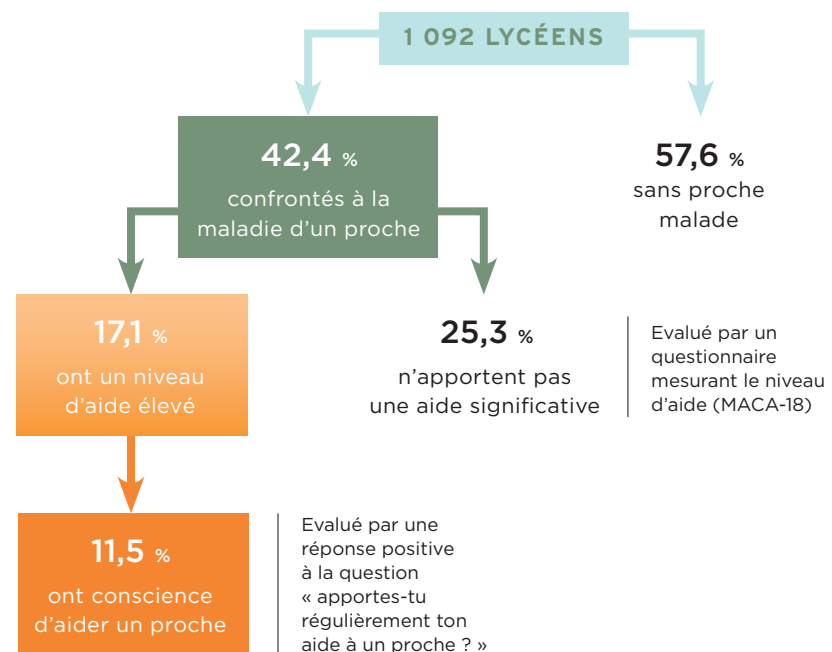 1 092 LYCÉENS
42,4 %
confrontés à la
maladie d'un proche
57,6 %
sans proche
malade
17,1 %
ont un niveau
d'aide élevé
25,3 %
n'apportent pas
une aide significative
Evalué par un
questionnaire
mesurant le niveau
d'aide (MACA-18)
11,5 %
ont conscience
d'aider un proche
Evalué par une
réponse positive
à la question
« apportes-tu
régulièrement ton
aide à un proche ? »